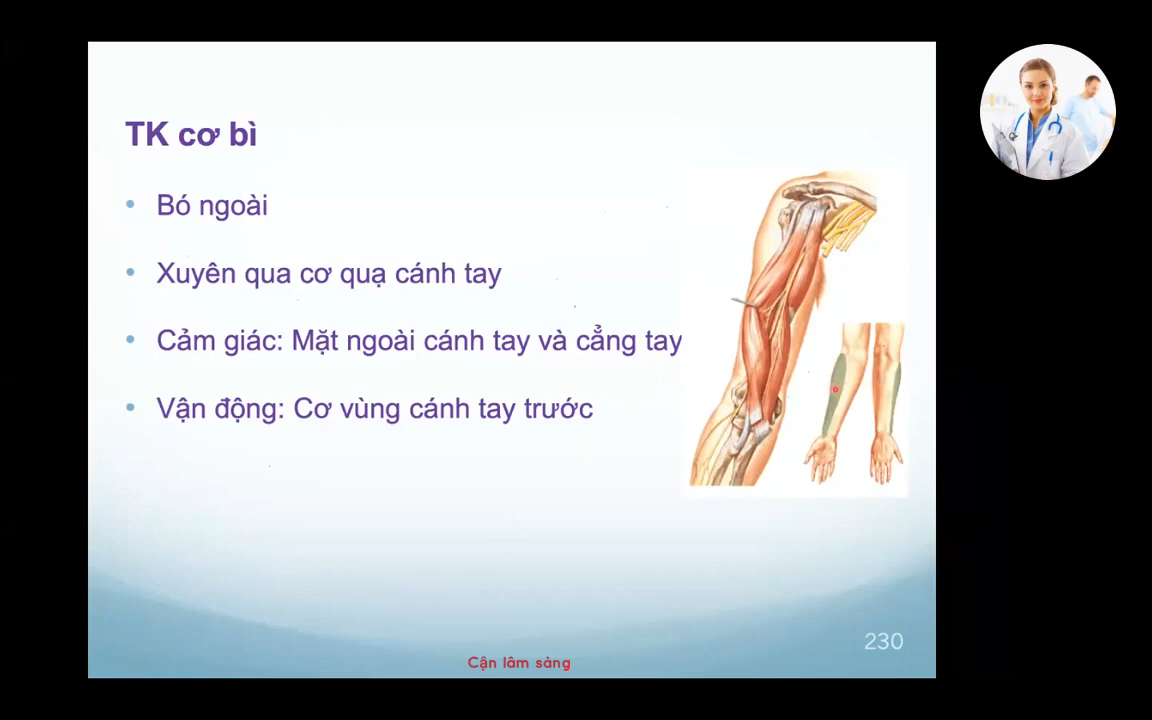 TK cơ bì
• Bó ngoài
• Xuyên qua cơ quạ cánh tay
• Cảm giác: Mặt ngoài cánh tay và cẳng tay
• Vận động: Cơ vùng cánh tay trước
230
Cận lâm sàng